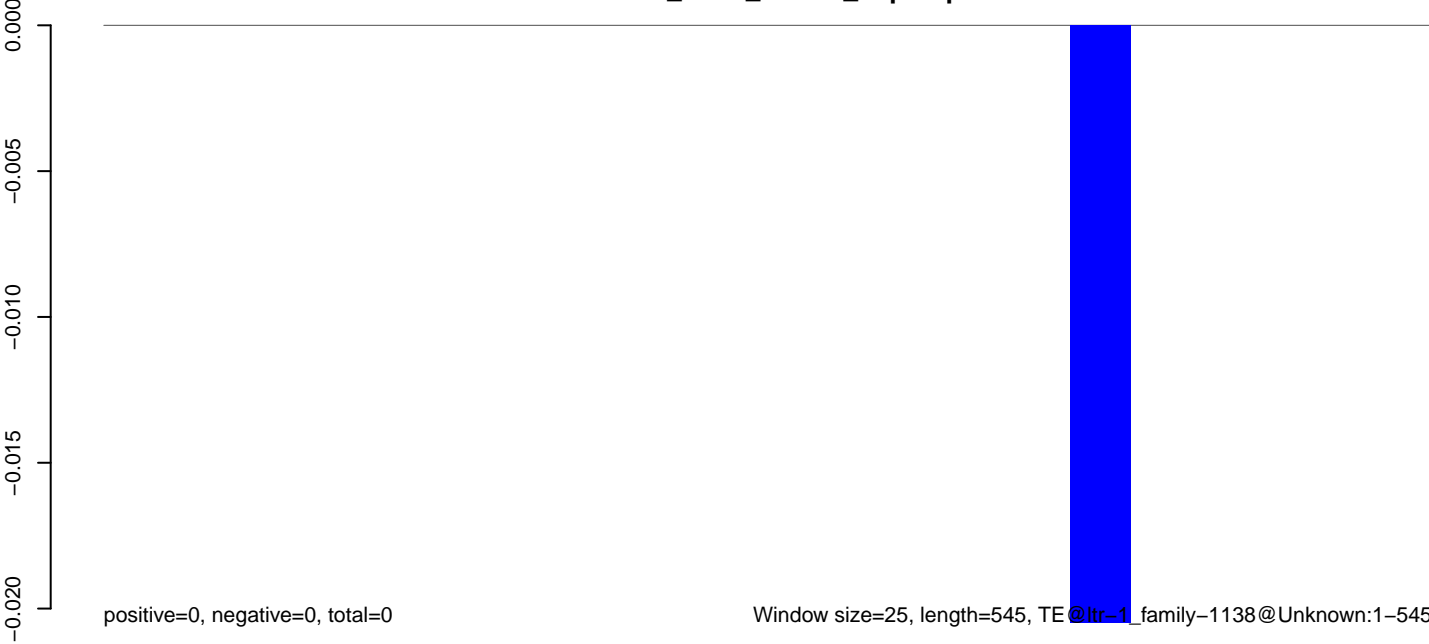 0.000
−0.005
−0.010
−0.015
−0.020
positive=0, negative=0, total=0
Window size=25, length=545, TE@ltr−1_family−1138@Unknown:1−545